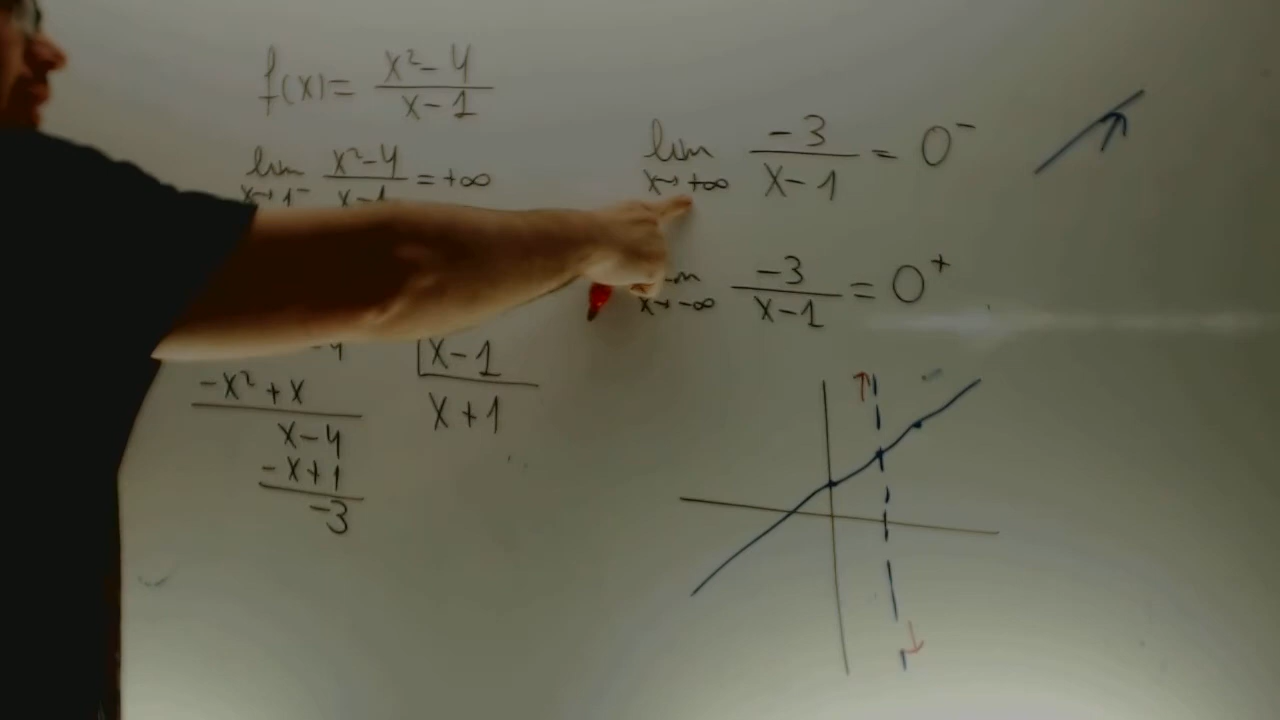 f(x) = x² - 4 / x - 1
lim x→1⁻ x² - 4 / x - 1 = +∞
- 4 | x - 1
-x² + x
x + 1
x - 4
-x + 1
-3
lim x→+∞ -3 / x - 1 = 0⁻
x→-∞ -3 / x - 1 = 0⁺